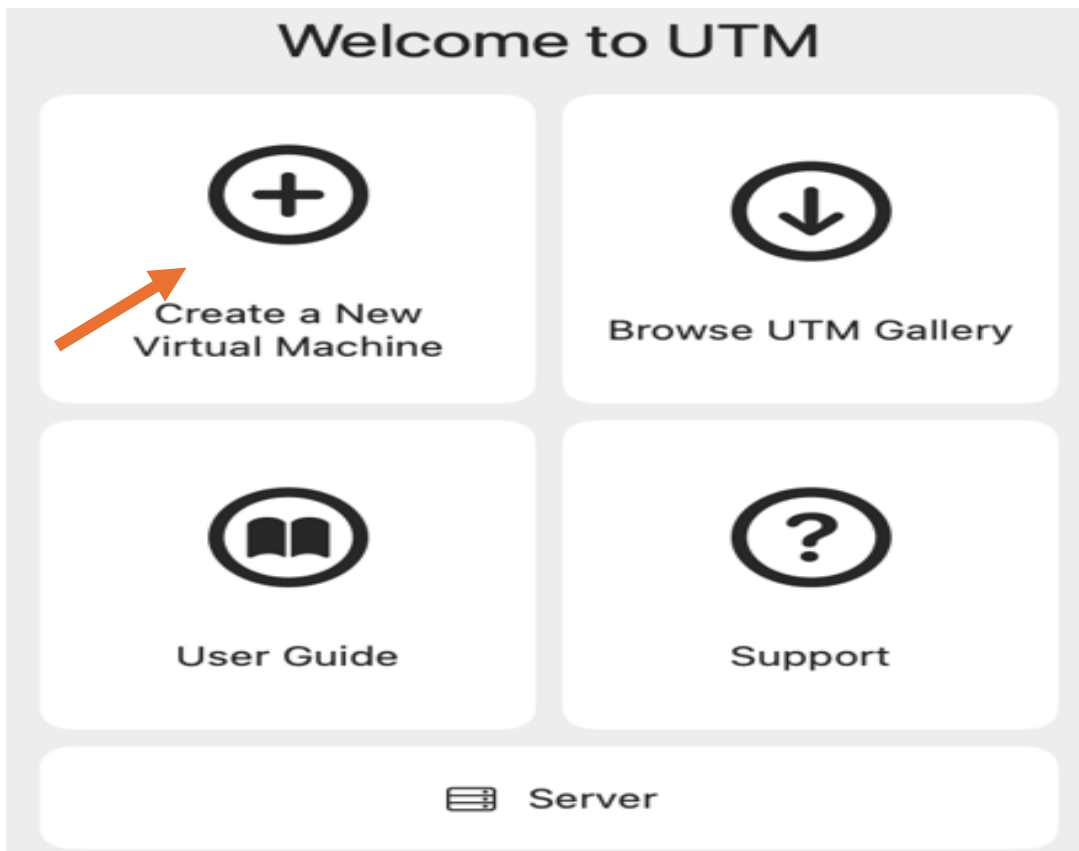 Welcome to UTM
Create a New
Virtual Machine
Browse UTM Gallery
User Guide
Support
Server